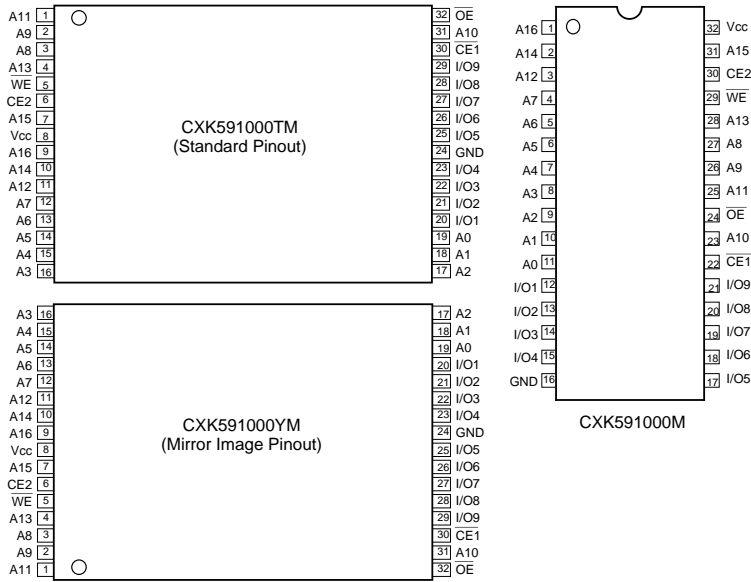 A11 1 32 OE
A9 2 31 A10
A8 3 30 CE1
A13 4 29 I/O9
WE 5 28 I/O8
CE2 6 27 I/O7
A15 7 26 I/O6
Vcc 8 25 I/O5
A16 9 24 GND
A14 10 23 I/O4
A12 11 22 I/O3
A7 12 21 I/O2
A6 13 20 I/O1
A5 14 19 A0
A4 15 18 A1
A3 16 17 A2
CXK591000TM
(Standard Pinout)
A3 16 17 A2
A4 15 18 A1
A5 14 19 A0
A6 13 20 I/O1
A7 12 21 I/O2
A12 11 22 I/O3
A14 10 23 I/O4
A16 9 24 GND
Vcc 8 25 I/O5
A15 7 26 I/O6
CE2 6 27 I/O7
WE 5 28 I/O8
A13 4 29 I/O9
A8 3 30 CE1
A9 2 31 A10
A11 1 32 OE
CXK591000YM
(Mirror Image Pinout)
A16 1 32 Vcc
A14 2 31 A15
A12 3 30 CE2
A7 4 29 WE
A6 5 28 A13
A5 6 27 A8
A4 7 26 A9
A3 8 25 A11
A2 9 24 OE
A1 10 23 A10
A0 11 22 CE1
I/O1 12 21 I/O9
I/O2 13 20 I/O8
I/O3 14 19 I/O7
I/O4 15 18 I/O6
GND 16 17 I/O5
CXK591000M